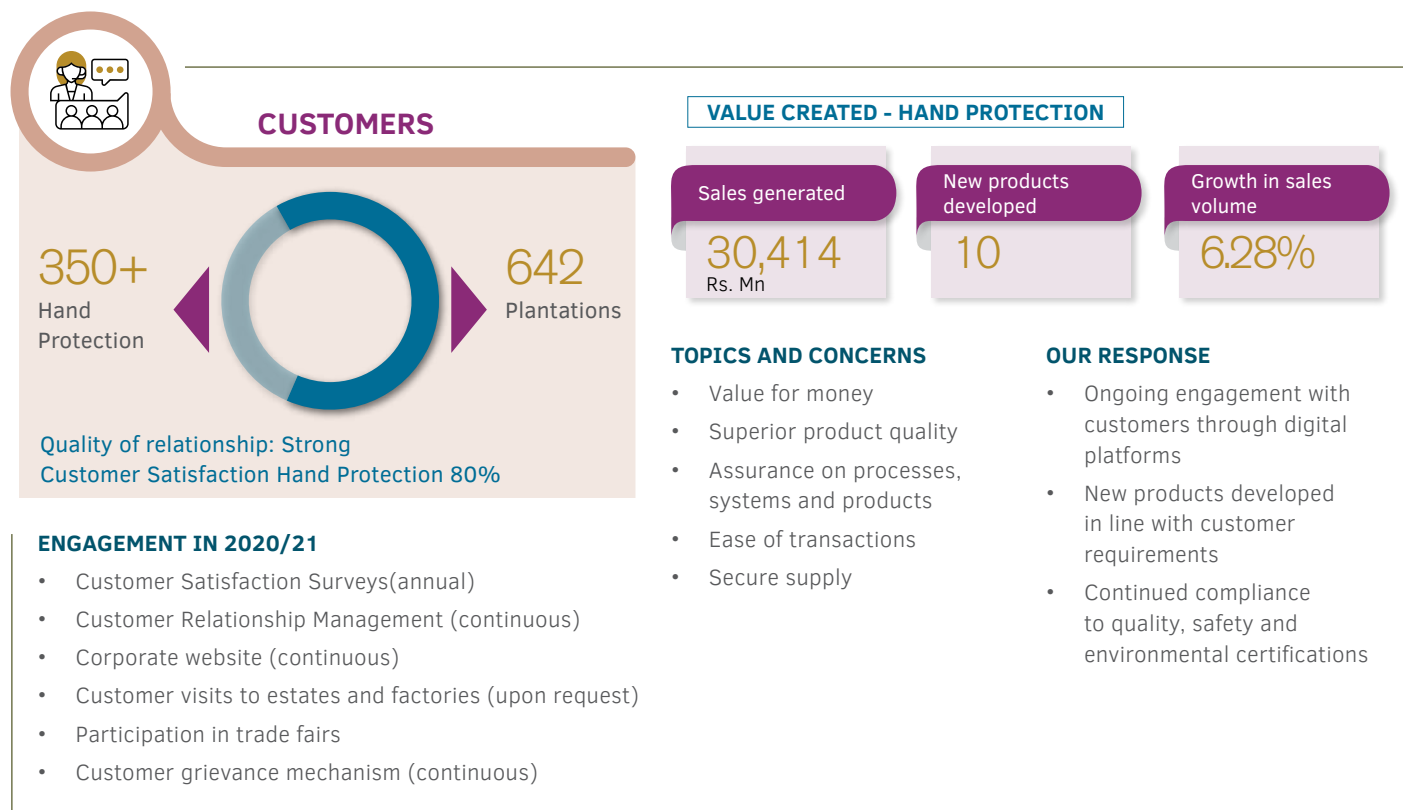 CUSTOMERS
350+
Hand
Protection
642
Plantations
Quality of relationship: Strong
Customer Satisfaction Hand Protection 80%
ENGAGEMENT IN 2020/21
• Customer Satisfaction Surveys(annual)
• Customer Relationship Management (continuous)
• Corporate website (continuous)
• Customer visits to estates and factories (upon request)
• Participation in trade fairs
• Customer grievance mechanism (continuous)
VALUE CREATED - HAND PROTECTION
Sales generated
30,414
Rs. Mn
New products
developed
10
Growth in sales
volume
6.28%
TOPICS AND CONCERNS
• Value for money
• Superior product quality
• Assurance on processes,
systems and products
• Ease of transactions
• Secure supply
OUR RESPONSE
• Ongoing engagement with
customers through digital
platforms
• New products developed
in line with customer
requirements
• Continued compliance
to quality, safety and
environmental certifications